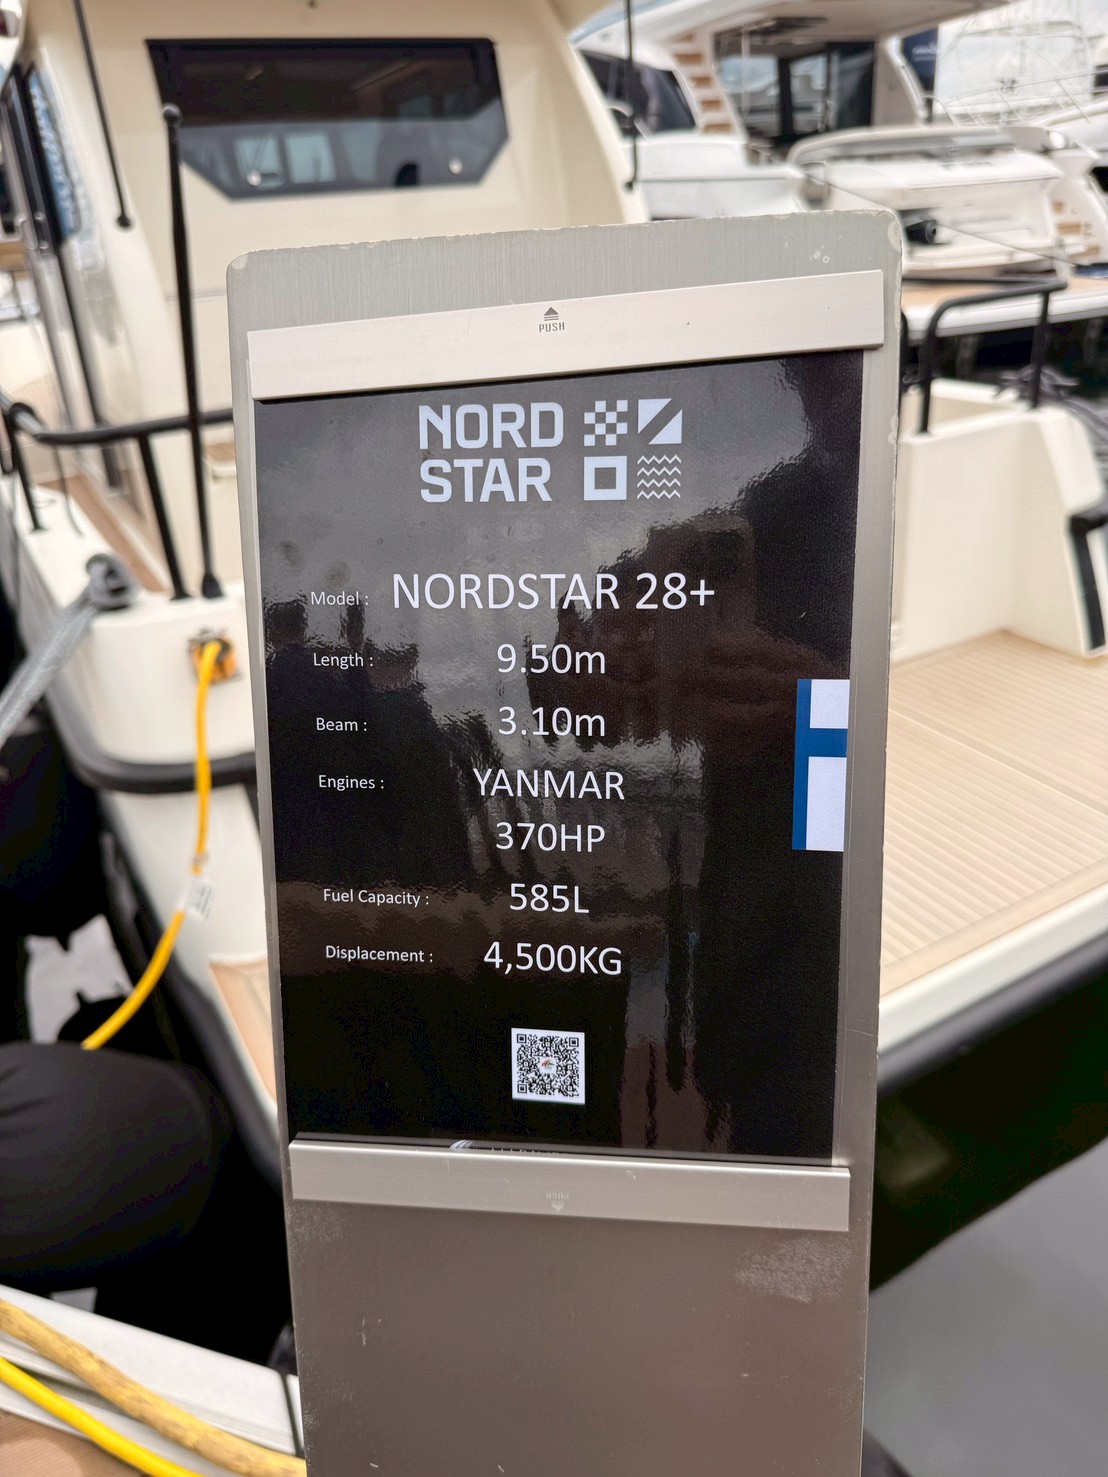 PUSH
NORD
STAR
Model : NORDSTAR 28+
Length : 9.50m
Beam : 3.10m
Engines : YANMAR
370HP
Fuel Capacity : 585L
Displacement : 4,500KG
PUSH